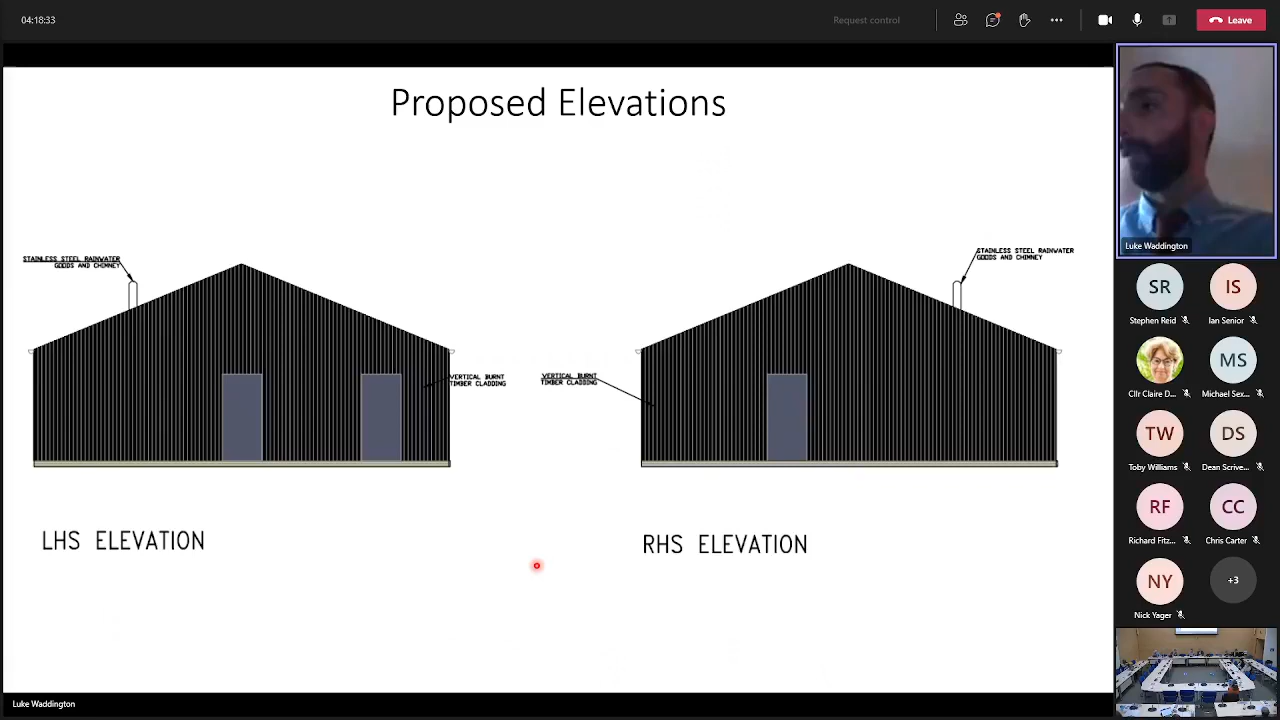 04:18:33
Request control
Leave
Proposed Elevations
STAINLESS STEEL RAINWATER
GOODS AND CHIMNEY
STAINLESS STEEL RAINWATER
GOODS AND CHIMNEY
VERTICAL BURNT
TIMBER CLADDING
VERTICAL BURNT
TIMBER CLADDING
LHS ELEVATION
RHS ELEVATION
Luke Waddington
Luke Waddington
SR
IS
Stephen Reid
Ian Senior
MS
Cllr Claire D...
Michael Sex...
TW
DS
Toby Williams
Dean Scrive...
RF
CC
Richard Fitz...
Chris Carter
NY
+3
Nick Yager